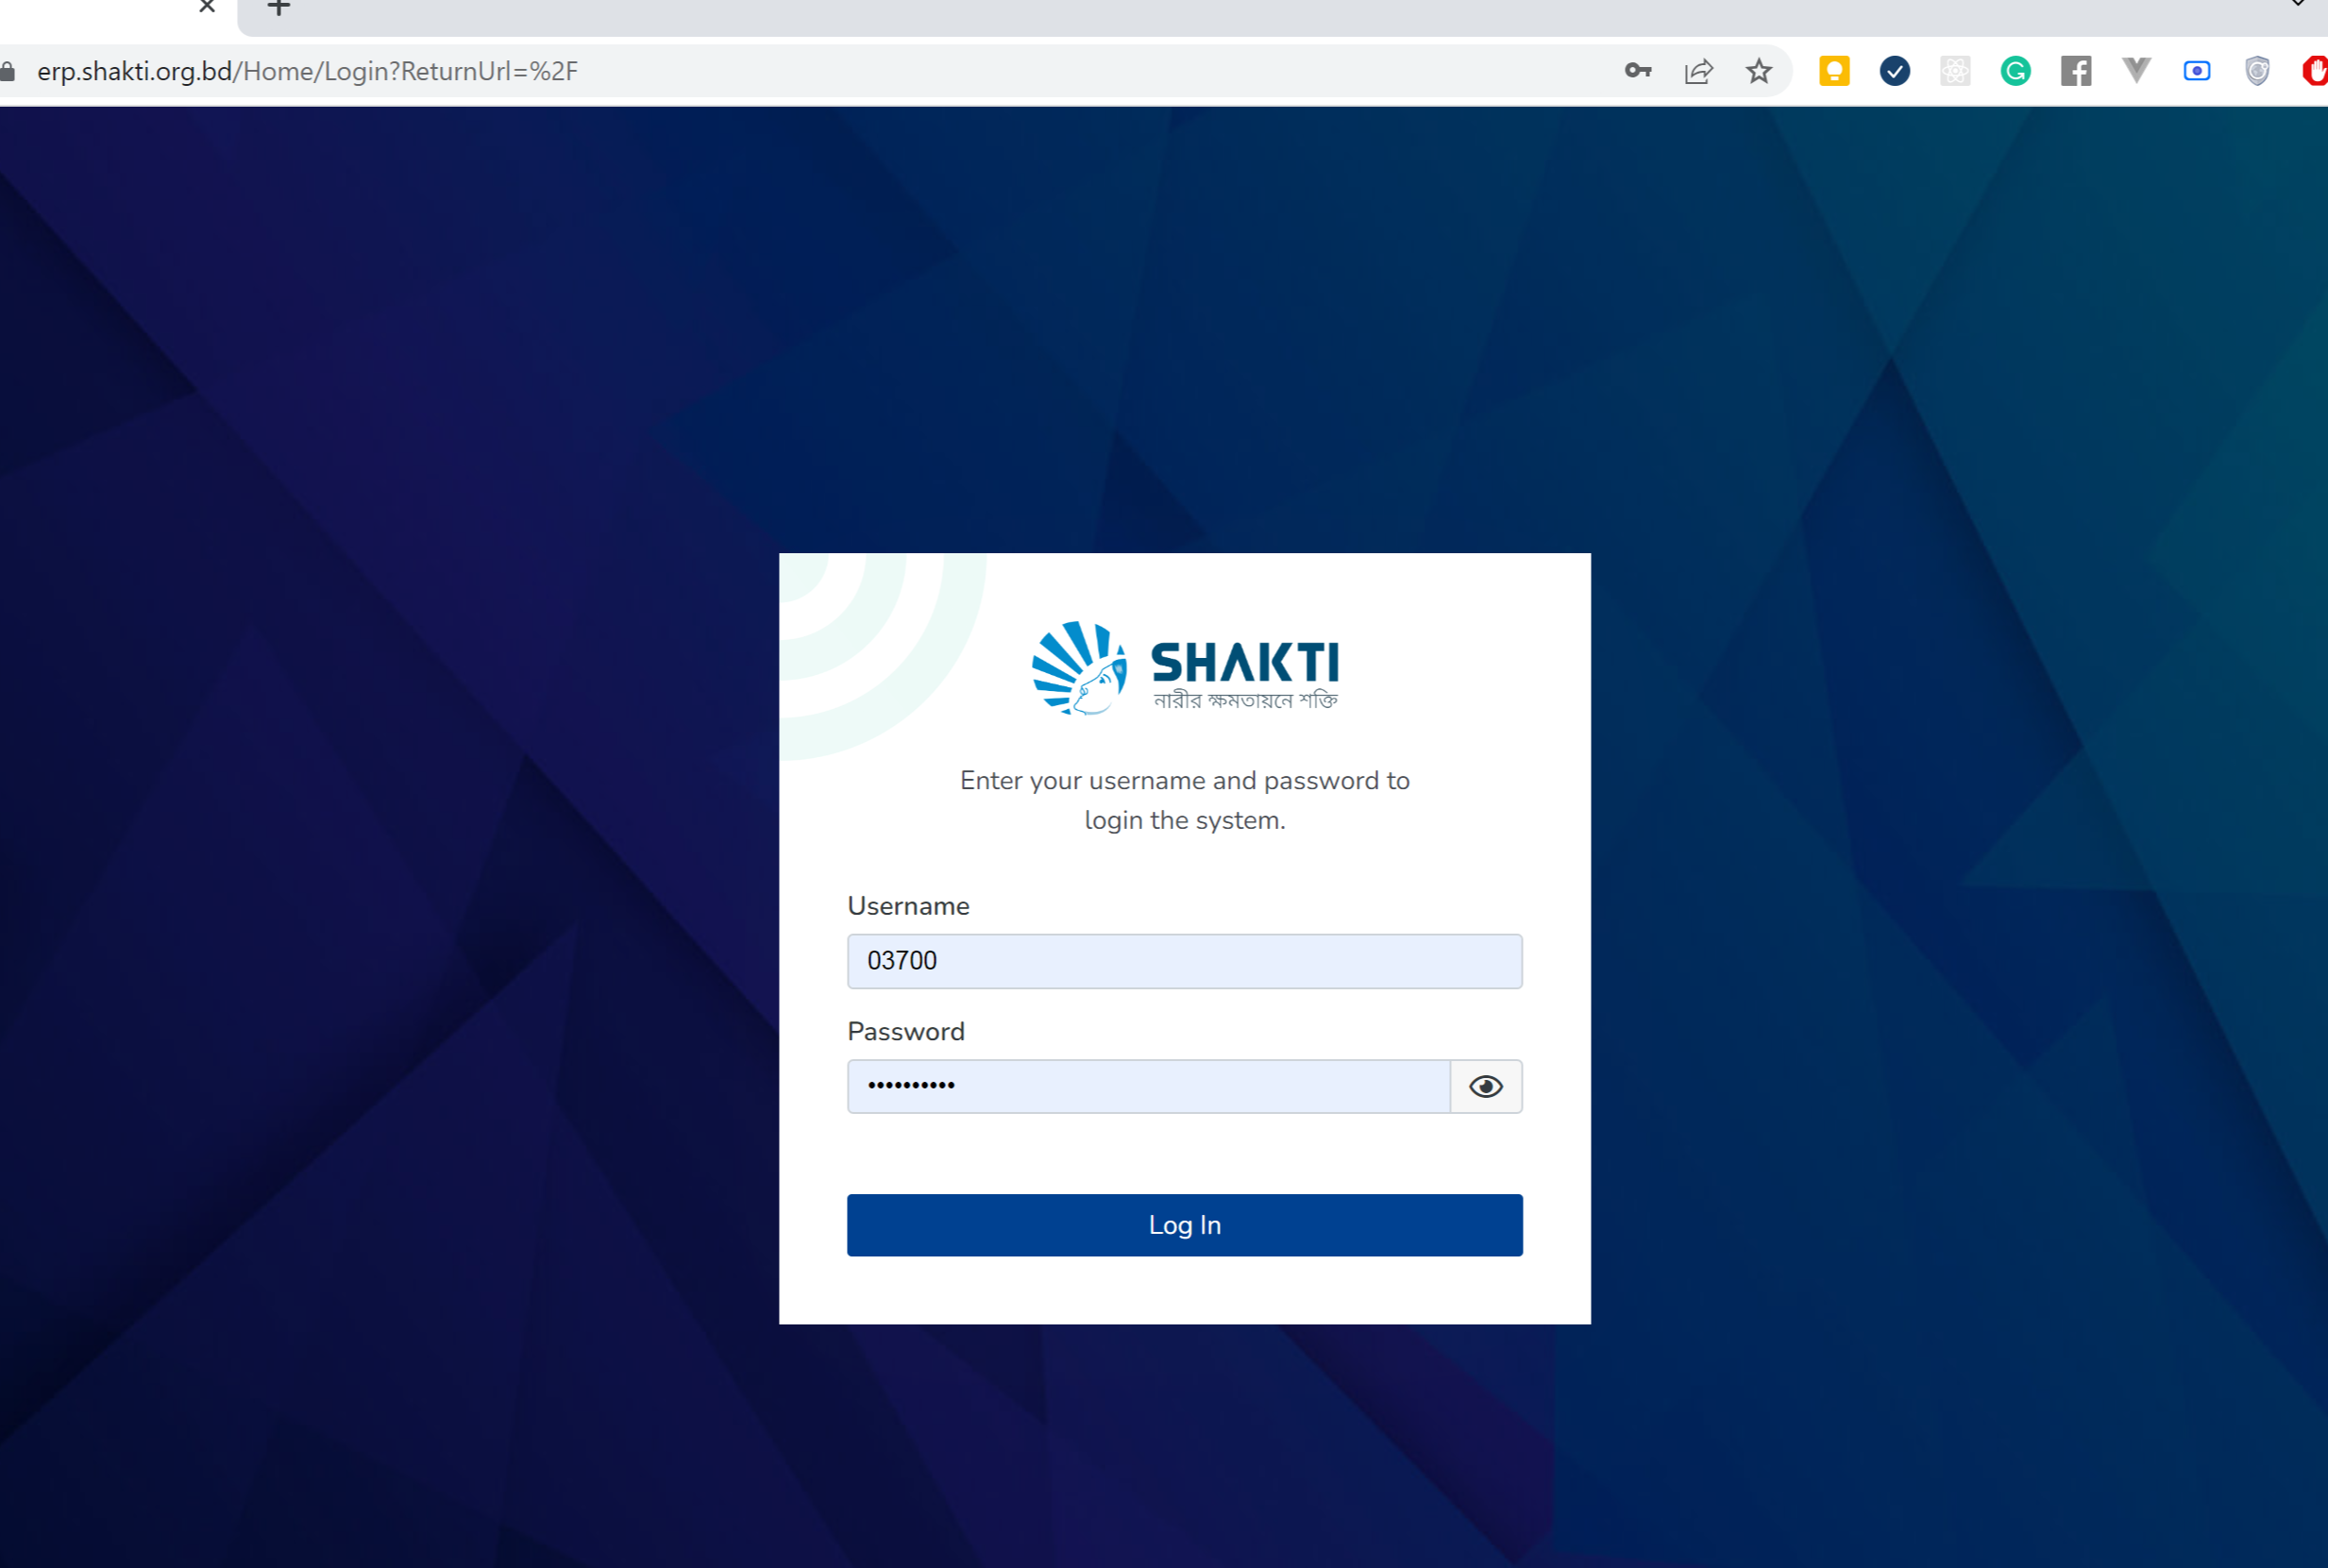 erp.shakti.org.bd/Home/Login?ReturnUrl=%2F
SHAKTI
নারীর ক্ষমতায়নে শক্তি
Enter your username and password to
login the system.
Username
03700
Password
••••••••••
Log In